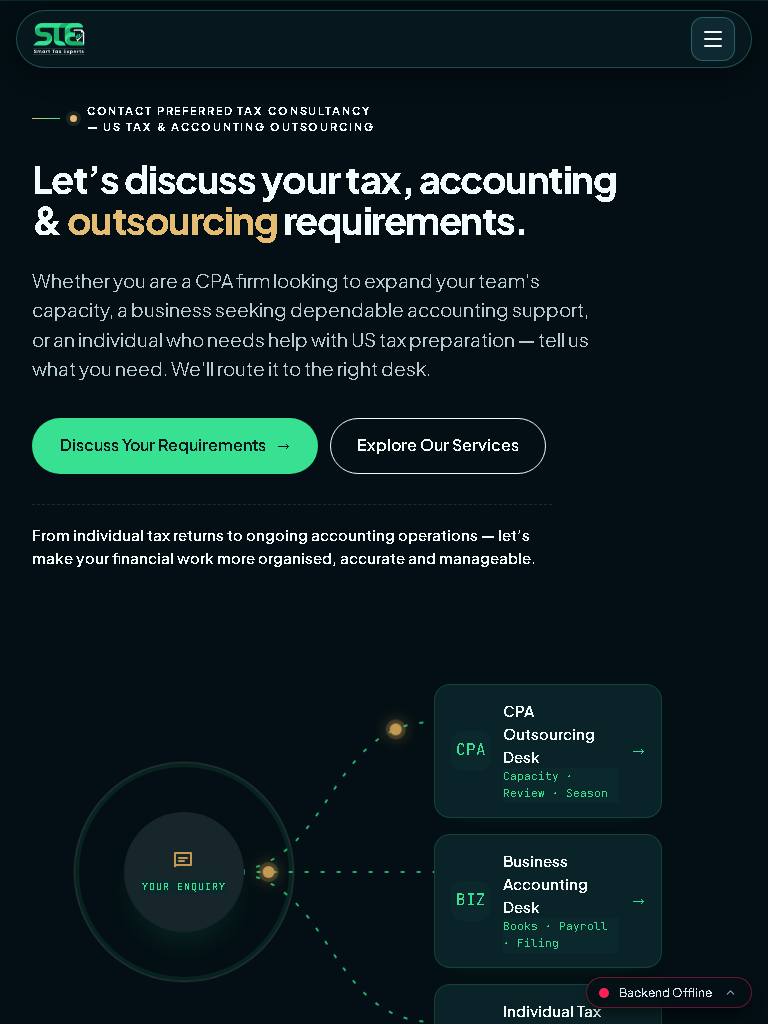 STE
Smart Tax Experts
CONTACT PREFERRED TAX CONSULTANCY
— US TAX & ACCOUNTING OUTSOURCING
Let’s discuss your tax, accounting
& outsourcing requirements.
Whether you are a CPA firm looking to expand your team’s
capacity, a business seeking dependable accounting support,
or an individual who needs help with US tax preparation — tell us
what you need. We’ll route it to the right desk.
Discuss Your Requirements →
Explore Our Services
From individual tax returns to ongoing accounting operations — let’s
make your financial work more organised, accurate and manageable.
YOUR ENQUIRY
CPA
CPA
Outsourcing
Desk
Capacity ·
Review · Season
→
BIZ
Business
Accounting
Desk
Books · Payroll
· Filing
→
Individual Tax
Backend Offline